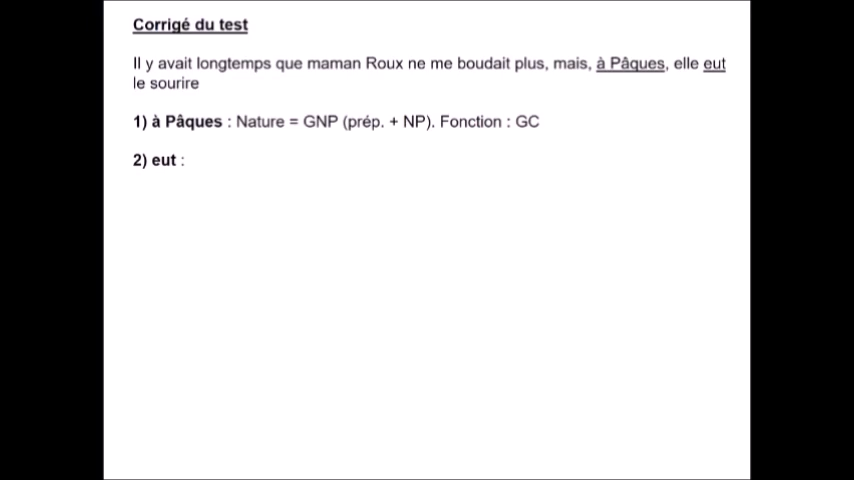 Corrigé du test
Il y avait longtemps que maman Roux ne me boudait plus, mais, à Pâques, elle eut
le sourire
1) à Pâques : Nature = GNP (prép. + NP). Fonction : GC
2) eut :